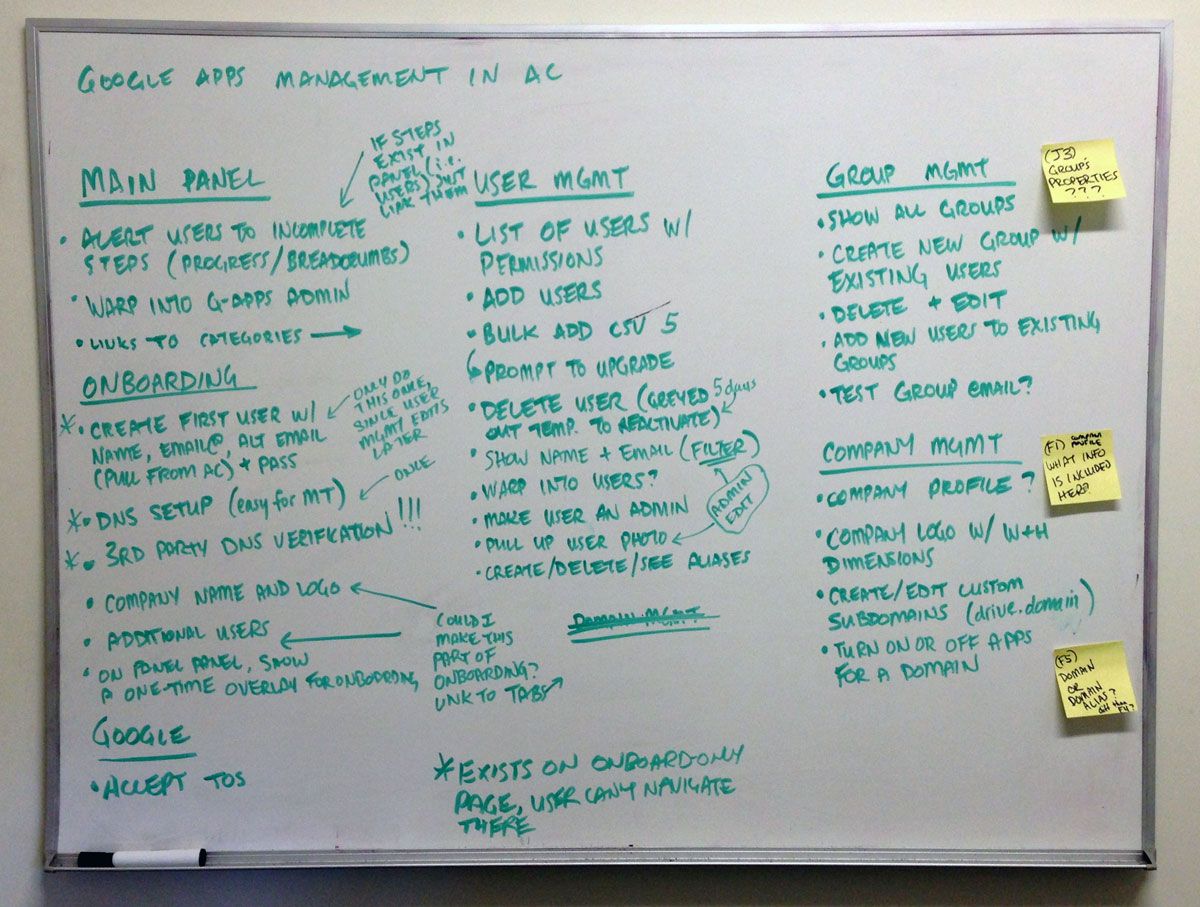 GOOGLE APPS MANAGEMENT IN AC
MAIN PANEL
IF STEPS
EXIST IN
PANEL (i.e.
USERS) JUST
LINK THEM
• ALERT USERS TO INCOMPLETE
STEPS (PROGRESS/BREADCRUMBS)
• WARP INTO G-APPS ADMIN
• LINKS TO CATEGORIES →
ONBOARDING
* • CREATE FIRST USER W/
NAME, EMAIL@, ALT EMAIL
(PULL FROM AC) + PASS
ONLY DO
THIS ONCE,
SINCE USER
MGMT EDITS
LATER
* • DNS SETUP (easy for MT)
ONCE
* • 3RD PARTY DNS VERIFICATION!!!
• COMPANY NAME AND LOGO
• ADDITIONAL USERS
• ON PANEL PANEL, SHOW
A ONE-TIME OVERLAY FOR ONBOARDING
COULD I
MAKE THIS
PART OF
ONBOARDING?
LINK TO TABS
GOOGLE
• ACCEPT TOS
USER MGMT
• LIST OF USERS W/
PERMISSIONS
• ADD USERS
• BULK ADD CSV 5
PROMPT TO UPGRADE
• DELETE USER (GREYED 5 days
OUT TEMP. TO REACTIVATE)
• SHOW NAME + EMAIL (FILTER)
• WARP INTO USERS?
• MAKE USER AN ADMIN
• PULL UP USER PHOTO
• CREATE/DELETE/SEE ALIASES
ADMIN
EDIT
DOMAIN MGMT
* EXISTS ON ONBOARD-ONLY
PAGE, USER CAN'T NAVIGATE
THERE
GROUP MGMT
• SHOW ALL GROUPS
• CREATE NEW GROUP W/
EXISTING USERS
• DELETE + EDIT
• ADD NEW USERS TO EXISTING
GROUPS
• TEST GROUP EMAIL?
(J3)
GROUP'S
PROPERTIES
???
COMPANY MGMT
• COMPANY PROFILE?
• COMPANY LOGO W/ W+H
DIMENSIONS
• CREATE/EDIT CUSTOM
SUBDOMAINS (drive.domain)
• TURN ON OR OFF APPS
FOR A DOMAIN
(F1) COMPANY
PROFILE
WHAT INFO
IS INCLUDED
HERE?
(F5)
DOMAIN
OR
DOMAIN
ALIAS?
F4?